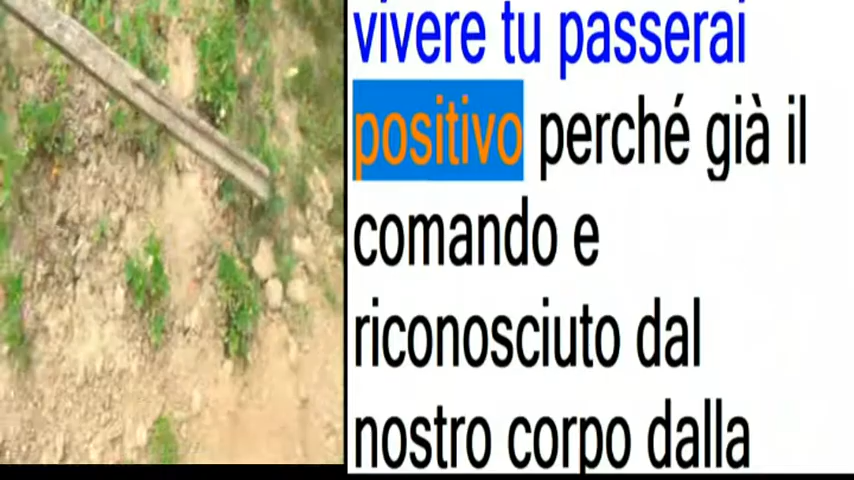 vivere tu passerai
positivo perché già il
comando e
riconosciuto dal
nostro corpo dalla